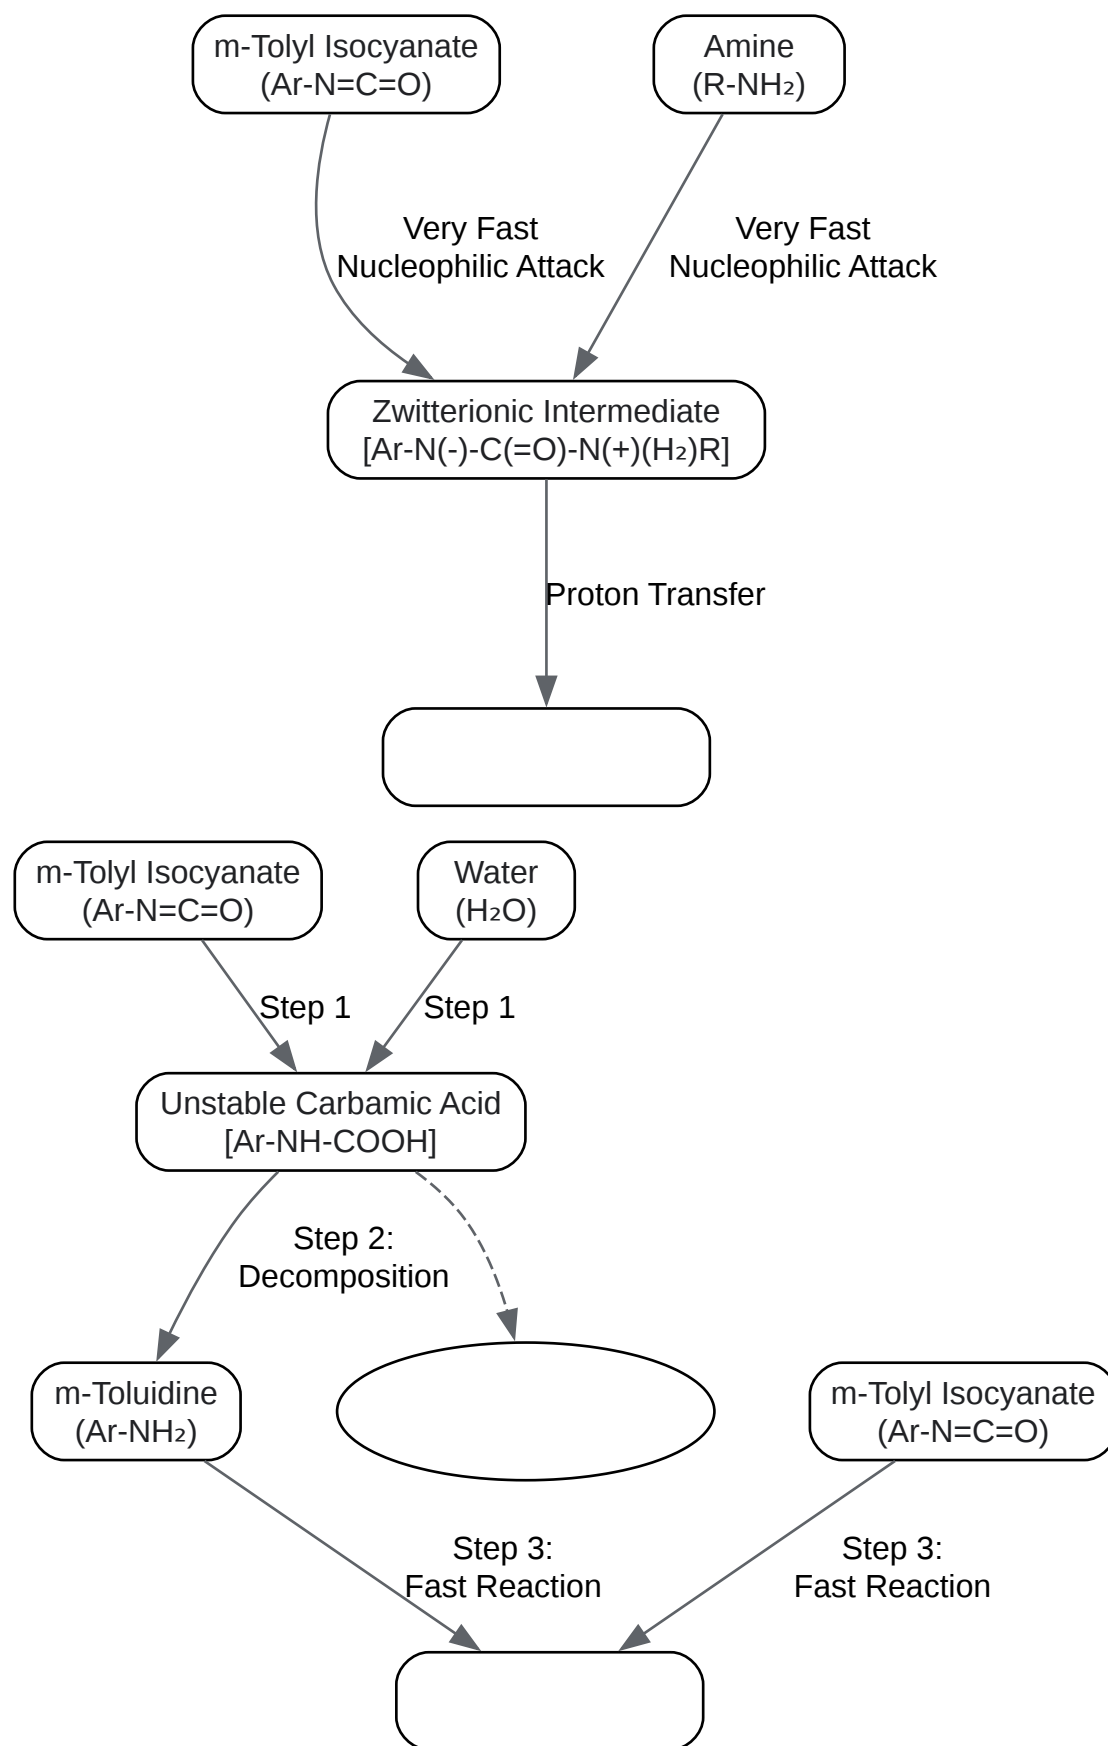 m-Tolyl Isocyanate
(Ar-N=C=O)
Amine
(R-NH₂)
Very Fast
Nucleophilic Attack
Very Fast
Nucleophilic Attack
Zwitterionic Intermediate
[Ar-N(-)-C(=O)-N(+)(H₂)R]
Proton Transfer
m-Tolyl Isocyanate
(Ar-N=C=O)
Water
(H₂O)
Step 1
Step 1
Unstable Carbamic Acid
[Ar-NH-COOH]
Step 2:
Decomposition
m-Toluidine
(Ar-NH₂)
m-Tolyl Isocyanate
(Ar-N=C=O)
Step 3:
Fast Reaction
Step 3:
Fast Reaction